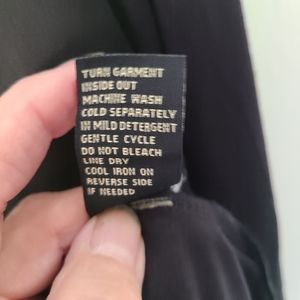 TURN GARMENT
INSIDE OUT
MACHINE WASH
COLD SEPARATELY
IN MILD DETERGENT
GENTLE CYCLE
DO NOT BLEACH
LINE DRY
COOL IRON ON
REVERSE SIDE
IF NEEDED